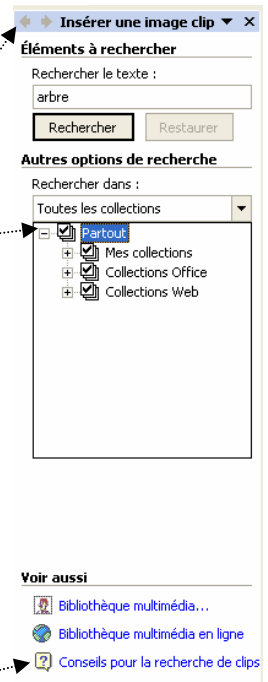 Insérer une image clip
Éléments à rechercher
Rechercher le texte :
arbre
Rechercher
Restaurer
Autres options de recherche
Rechercher dans :
Toutes les collections
Partout
Mes collections
Collections Office
Collections Web
Voir aussi
Bibliothèque multimédia...
Bibliothèque multimédia en ligne
Conseils pour la recherche de clips